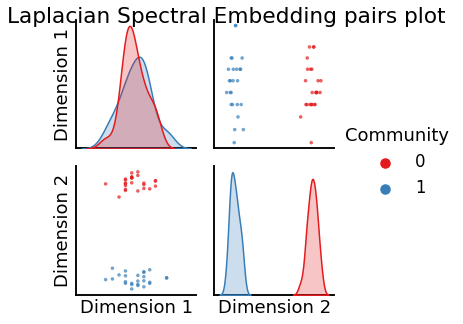 Laplacian Spectral Embedding pairs plot
Dimension 1
Community
0
1
Dimension 2
Dimension 1
Dimension 2